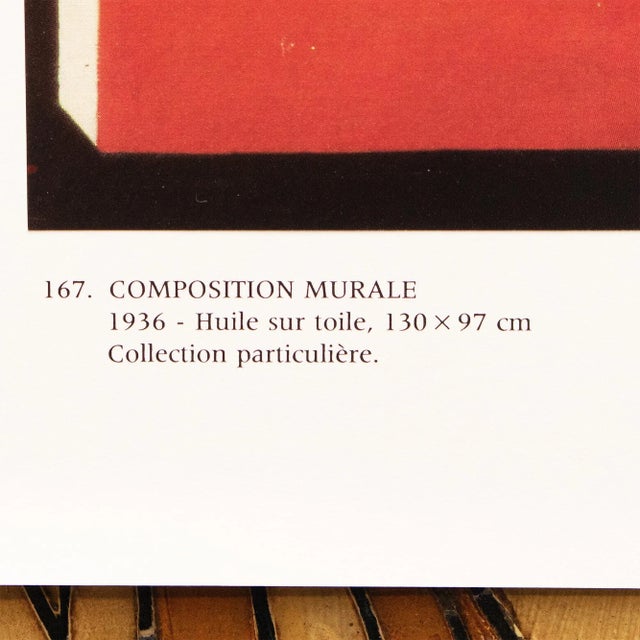 167. COMPOSITION MURALE
1936 - Huile sur toile, 130 × 97 cm
Collection particulière.